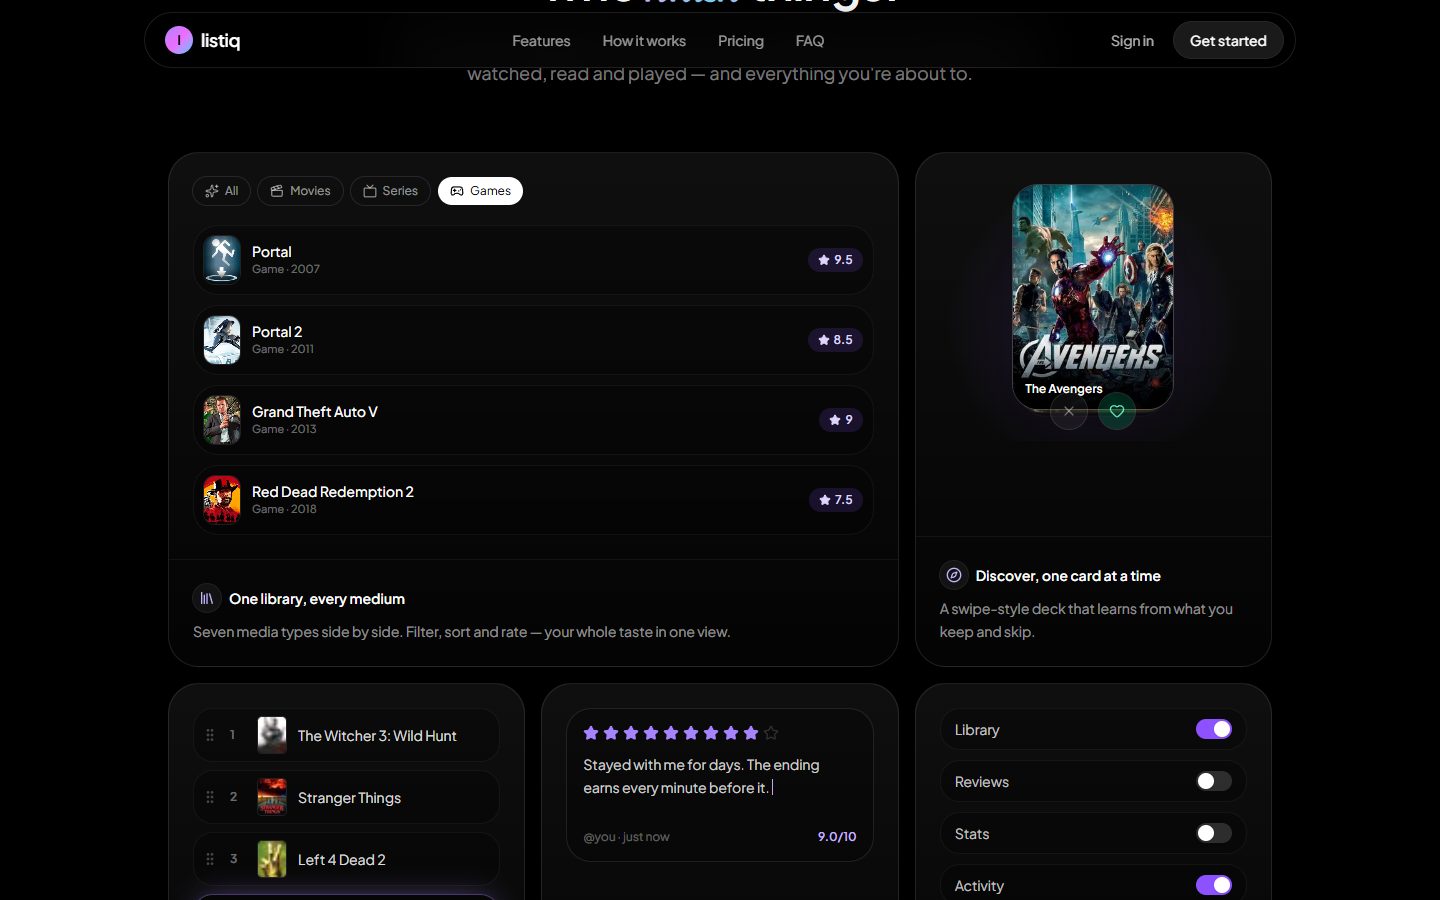 listiq
Features
How it works
Pricing
FAQ
Sign in
Get started
watched, read and played — and everything you're about to.
All
Movies
Series
Games
Portal
Game · 2007
9.5
Portal 2
Game · 2011
8.5
Grand Theft Auto V
Game · 2013
9
Red Dead Redemption 2
Game · 2018
7.5
One library, every medium
Seven media types side by side. Filter, sort and rate — your whole taste in one view.
AVENGERS
The Avengers
Discover, one card at a time
A swipe-style deck that learns from what you
keep and skip.
1
The Witcher 3: Wild Hunt
2
Stranger Things
3
Left 4 Dead 2
Stayed with me for days. The ending
earns every minute before it.
@you · just now
9.0/10
Library
Reviews
Stats
Activity